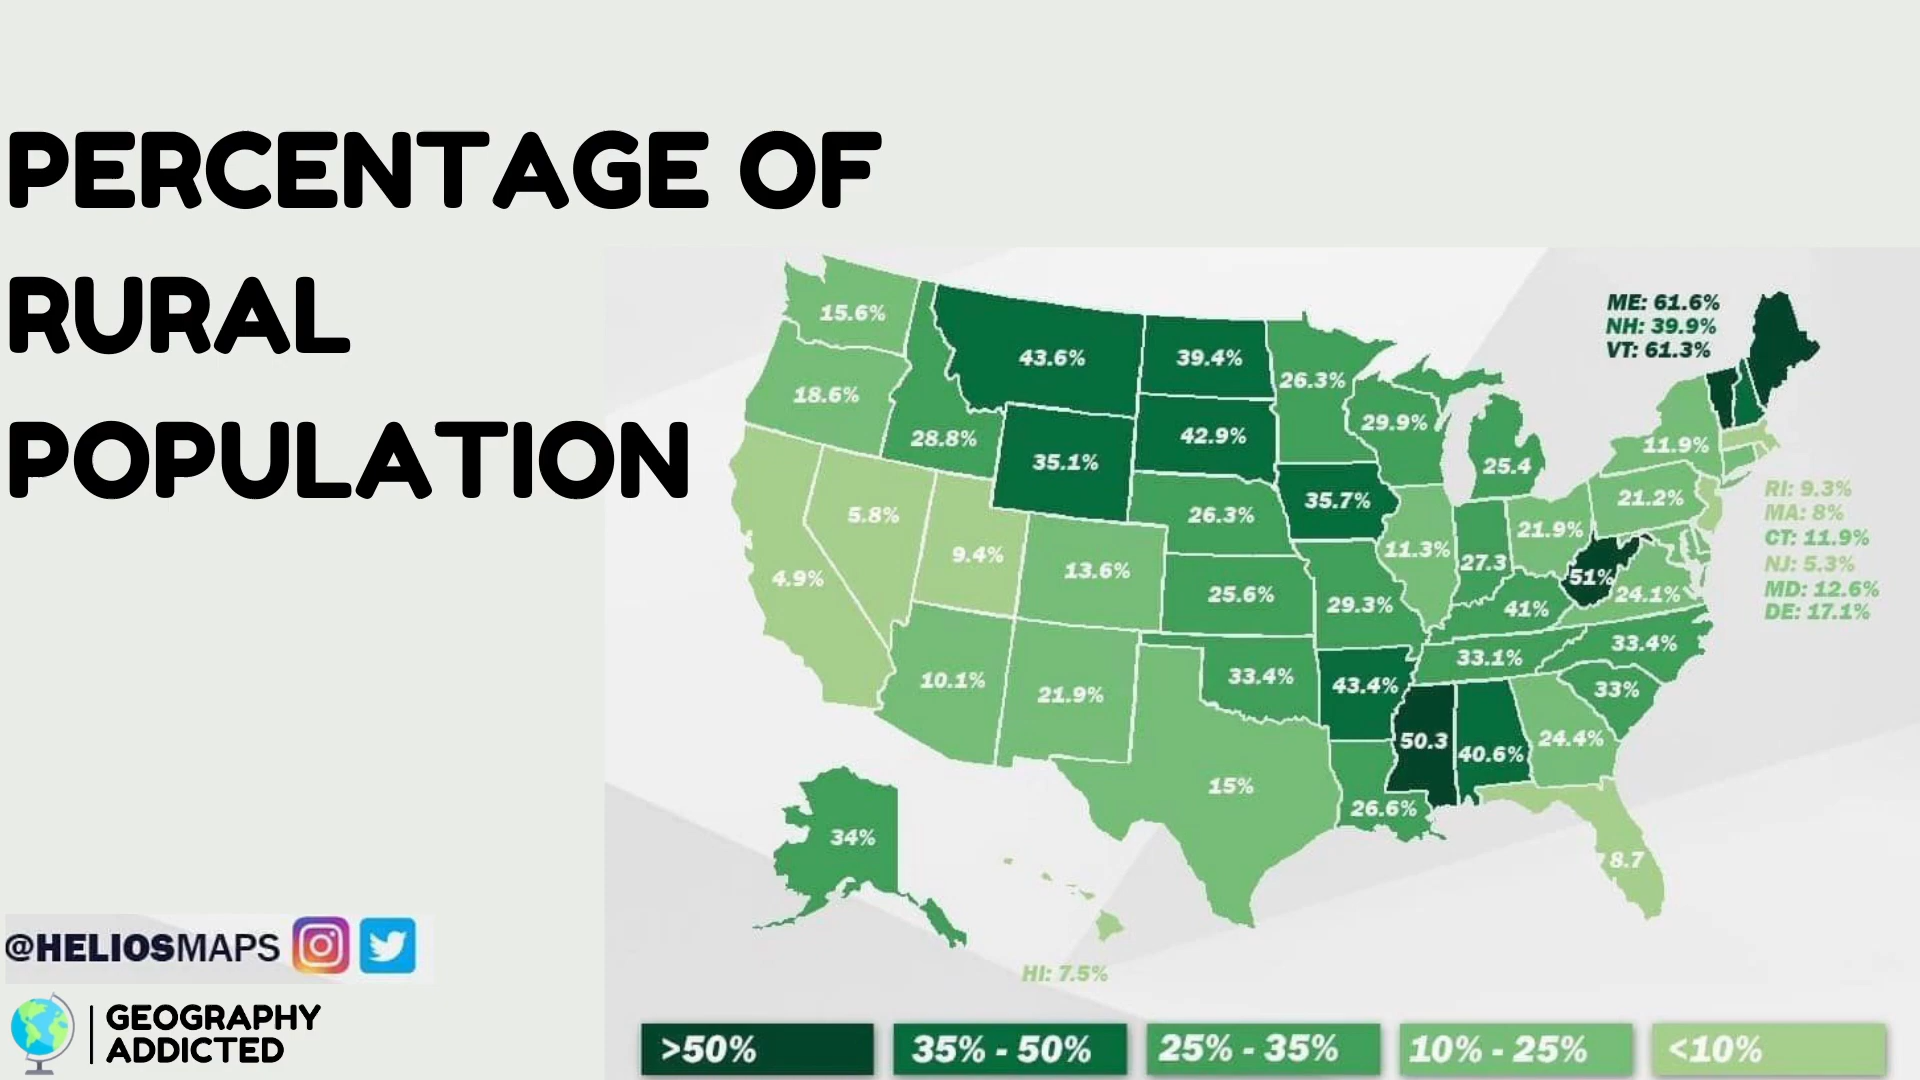 PERCENTAGE OF
RURAL
POPULATION
15.6%
43.6%
39.4%
ME: 61.6%
NH: 39.9%
VT: 61.3%
26.3%
18.6%
28.8%
35.1%
42.9%
29.9%
25.4
11.9%
5.8%
9.4%
26.3%
35.7%
21.2%
RI: 9.3%
MA: 8%
CT: 11.9%
NJ: 5.3%
MD: 12.6%
DE: 17.1%
4.9%
13.6%
25.6%
29.3%
11.3%
27.3
21.9%
51%
24.1%
41%
10.1%
21.9%
33.4%
43.4%
33.1%
33.4%
33%
15%
26.6%
50.3
40.6%
24.4%
8.7
34%
HI: 7.5%
@HELIOSMAPS
GEOGRAPHY
ADDICTED
>50%
35% - 50%
25% - 35%
10% - 25%
<10%